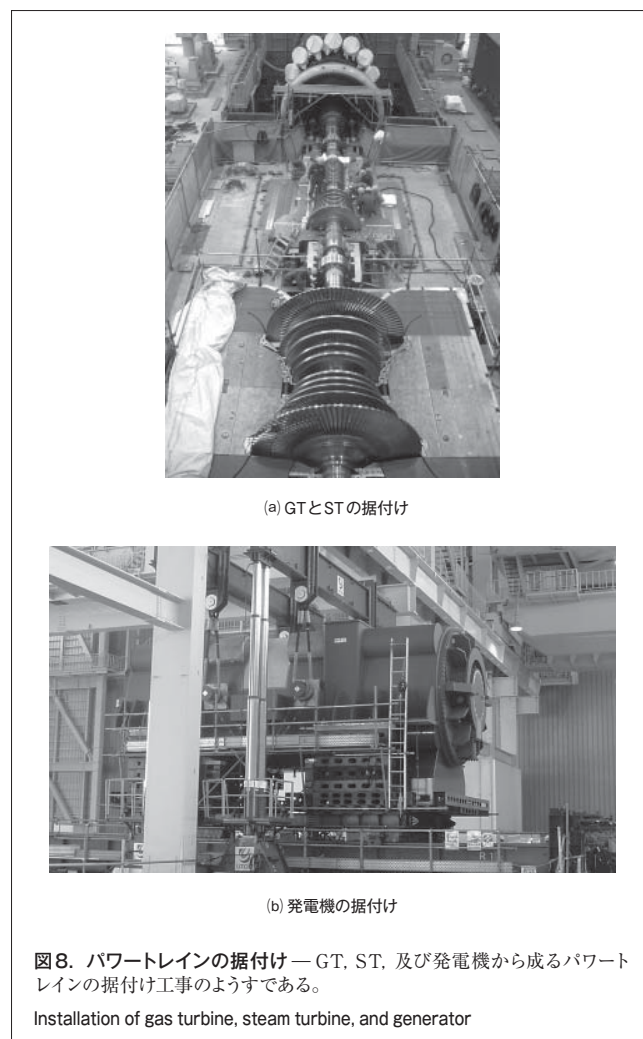 (a) GTとSTの据付け
(b) 発電機の据付け
図8. パワートレインの据付け — GT, ST, 及び発電機から成るパワート
レインの据付け工事のようすである。
Installation of gas turbine, steam turbine, and generator